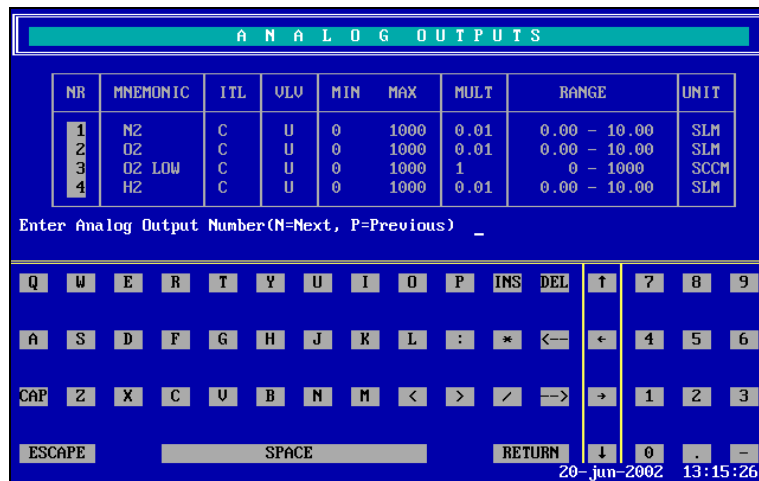 A N A L O G   O U T P U T S
NR MNEMONIC ITL VLV MIN MAX MULT RANGE UNIT
1 N2 C U 0 1000 0.01 0.00 - 10.00 SLM
2 O2 C U 0 1000 0.01 0.00 - 10.00 SLM
3 O2 LOW C U 0 1000 1 0 - 1000 SCCM
4 H2 C U 0 1000 0.01 0.00 - 10.00 SLM
Enter Analog Output Number(N=Next, P=Previous) _
Q W E R T Y U I O P INS DEL ↑ 7 8 9
A S D F G H J K L : * <-- ← 4 5 6
CAP Z X C V B N M < > / --> → 1 2 3
ESCAPE SPACE RETURN ↓ 0 . -
20-jun-2002 13:15:26